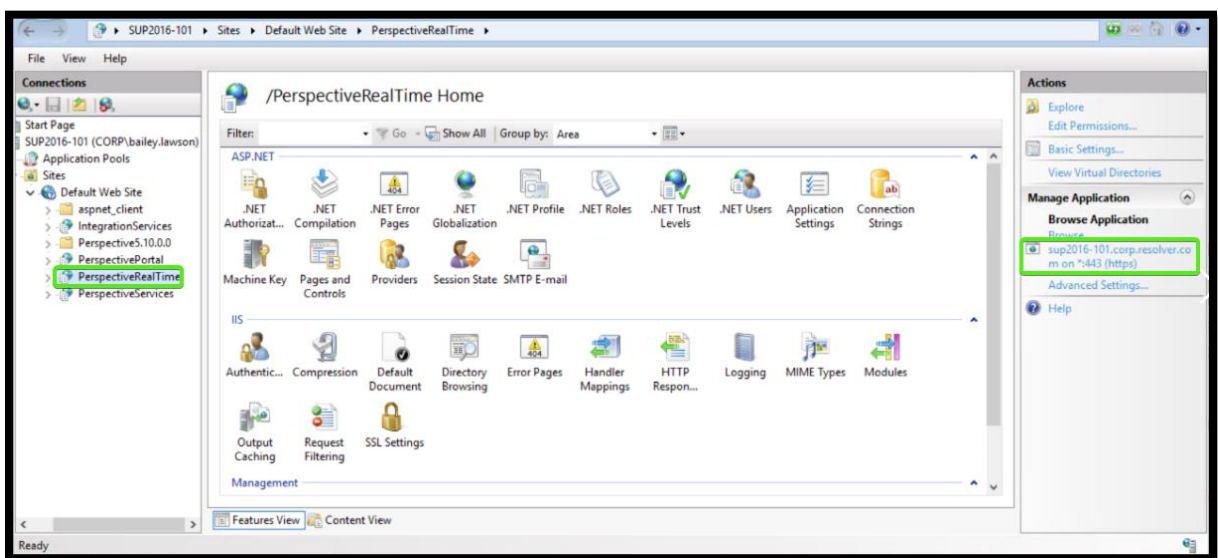 SUP2016-101 ▸ Sites ▸ Default Web Site ▸ PerspectiveRealTime ▸
File View Help
Connections
Start Page
SUP2016-101 (CORP\bailey.lawson)
Application Pools
Sites
Default Web Site
aspnet_client
IntegrationServices
Perspective5.10.0.0
PerspectivePortal
PerspectiveRealTime
PerspectiveServices
/PerspectiveRealTime Home
Filter: Go Show All Group by: Area
ASP.NET
.NET Authorizat...
.NET Compilation
.NET Error Pages
.NET Globalization
.NET Profile
.NET Roles
.NET Trust Levels
.NET Users
Application Settings
Connection Strings
Machine Key
Pages and Controls
Providers
Session State
SMTP E-mail
IIS
Authentic...
Compression
Default Document
Directory Browsing
Error Pages
Handler Mappings
HTTP Respon...
Logging
MIME Types
Modules
Output Caching
Request Filtering
SSL Settings
Management
Features View Content View
Actions
Explore
Edit Permissions...
Basic Settings...
View Virtual Directories
Manage Application
Browse Application
Browse
sup2016-101.corp.resolver.co
m on *:443 (https)
Advanced Settings...
Help
Ready